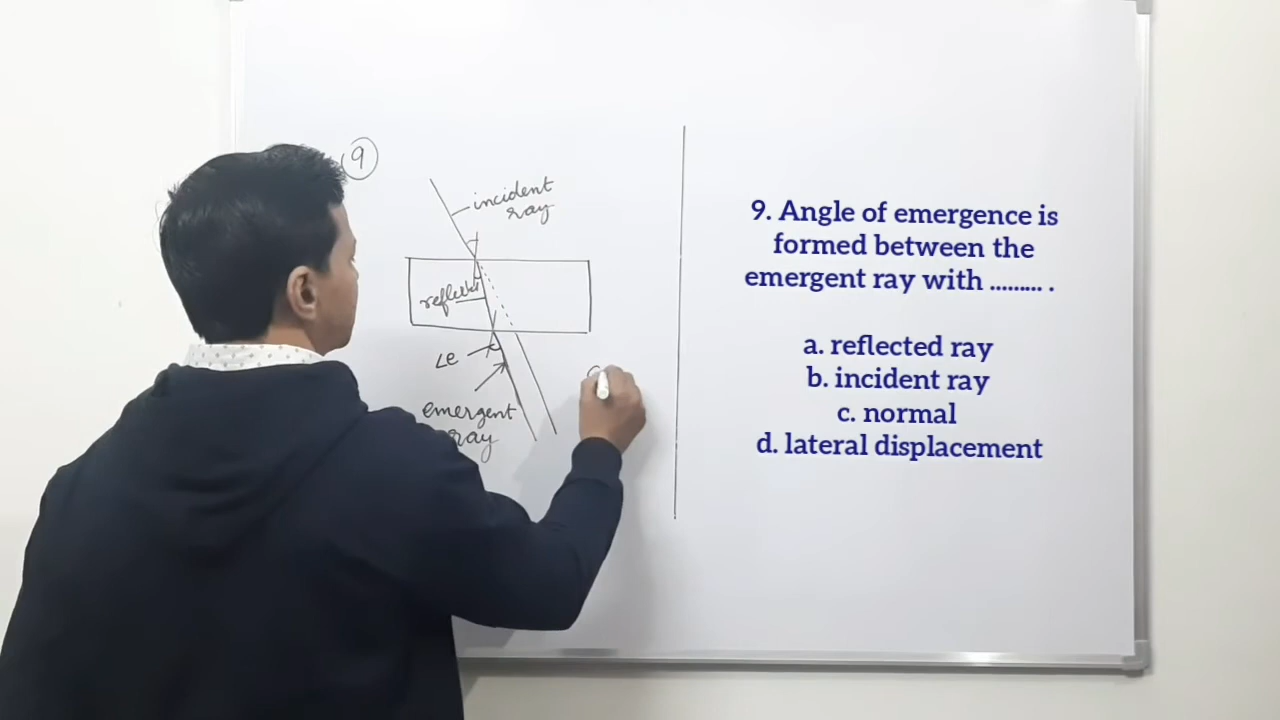 9
incident
ray
∠e
emergent
ray
9. Angle of emergence is
formed between the
emergent ray with ......... .
a. reflected ray
b. incident ray
c. normal
d. lateral displacement